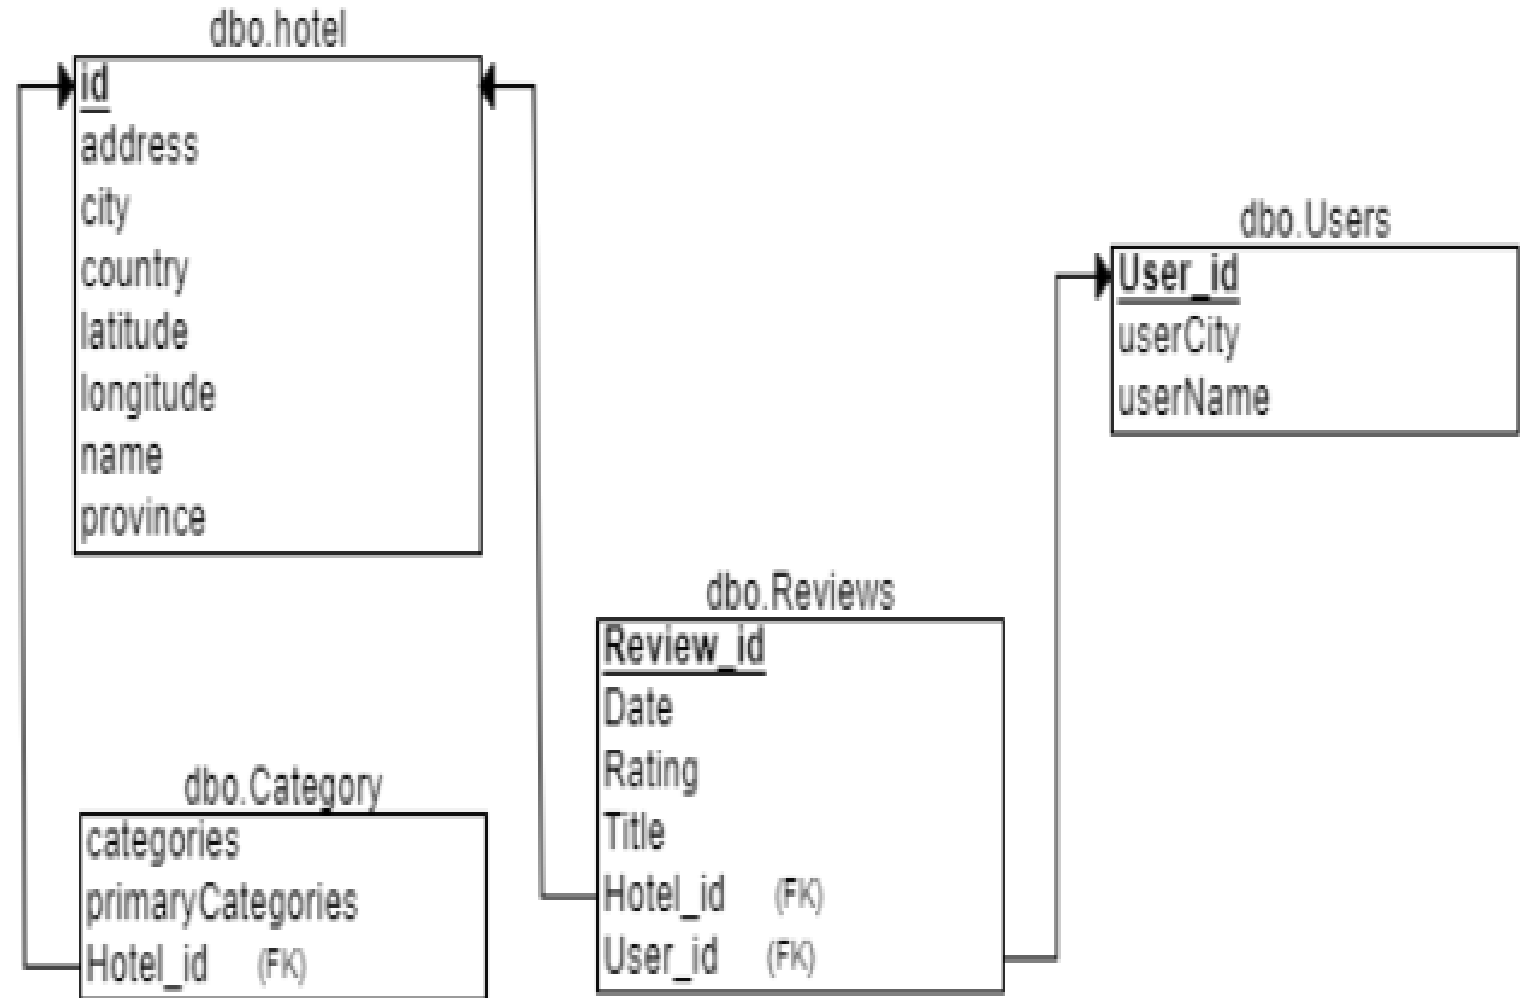 dbo.hotel
id
address
city
country
latitude
longitude
name
province
dbo.Users
User_id
userCity
userName
dbo.Reviews
Review_id
Date
Rating
Title
Hotel_id (FK)
User_id (FK)
dbo.Category
categories
primaryCategories
Hotel_id (FK)